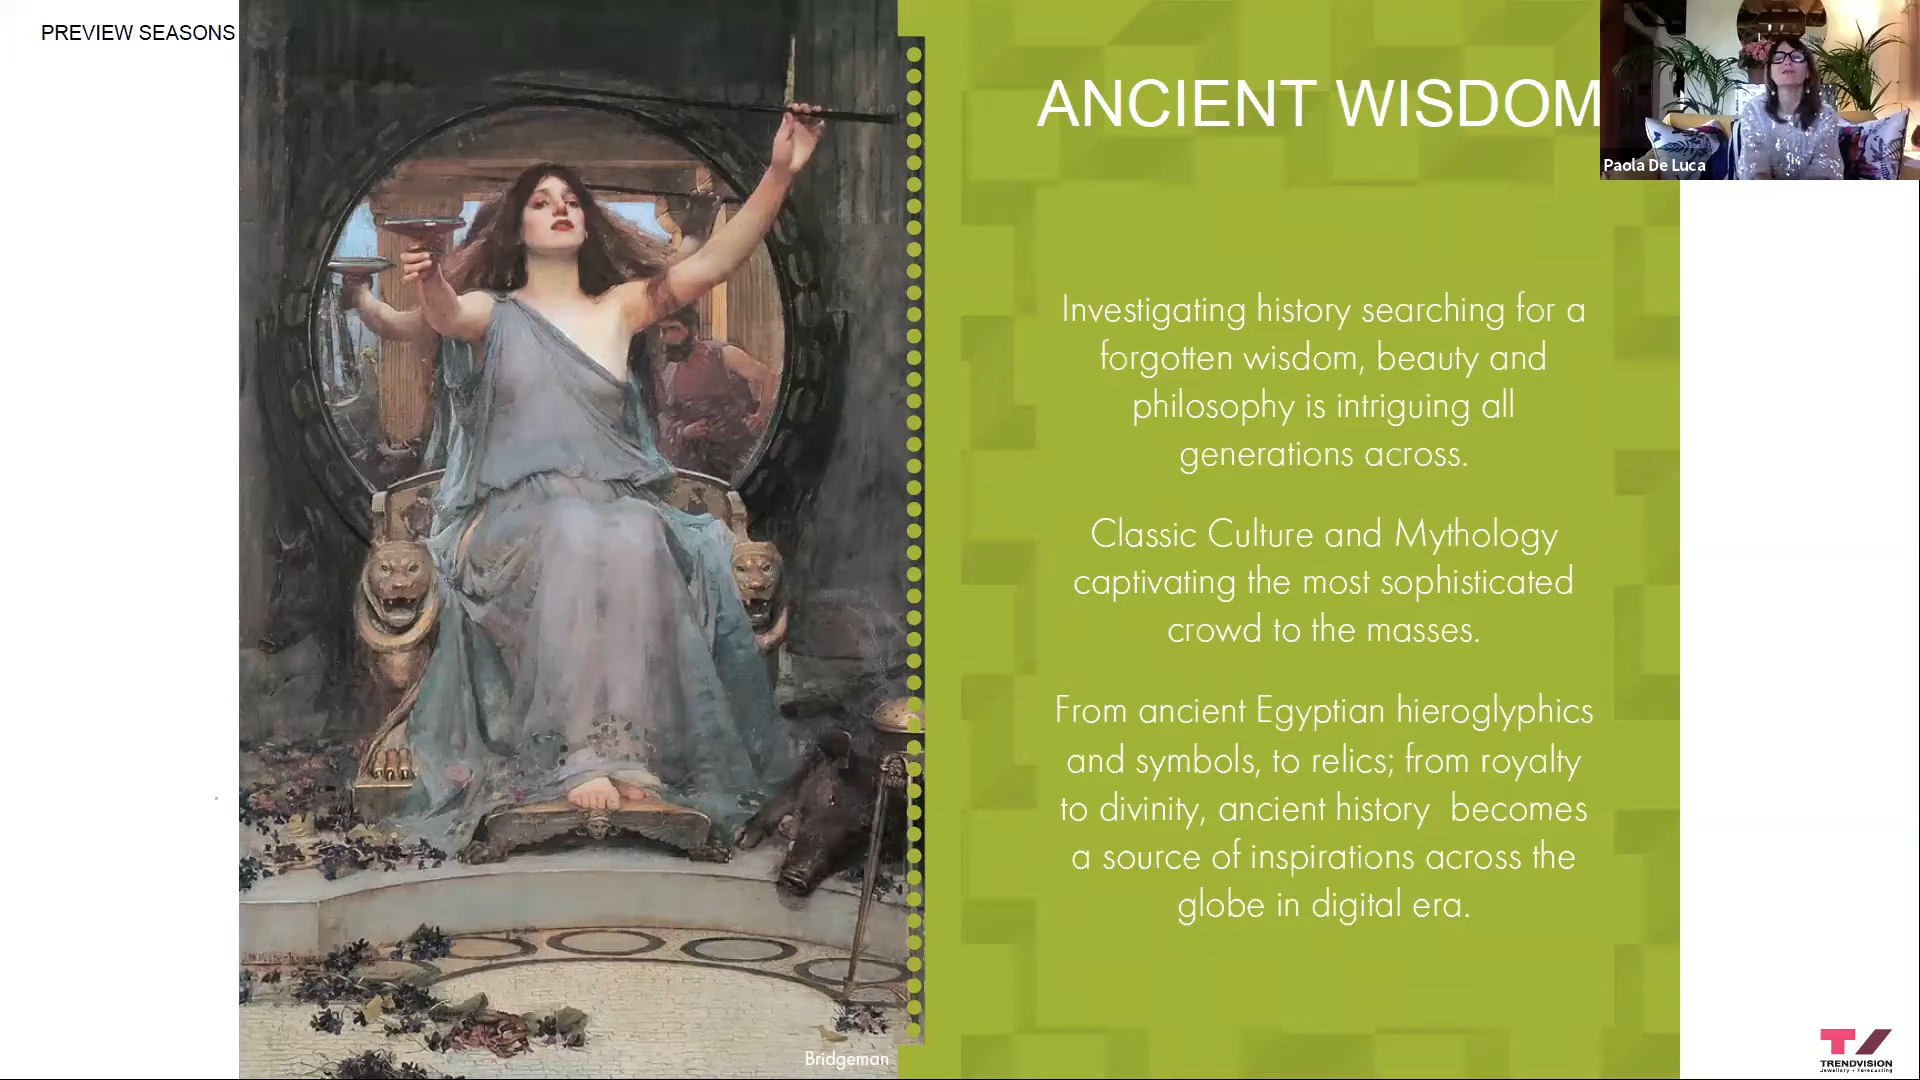 PREVIEW SEASONS
ANCIENT WISDOM
Paola De Luca
Investigating history searching for a
forgotten wisdom, beauty and
philosophy is intriguing all
generations across.
Classic Culture and Mythology
captivating the most sophisticated
crowd to the masses.
From ancient Egyptian hieroglyphics
and symbols, to relics; from royalty
to divinity, ancient history becomes
a source of inspirations across the
globe in digital era.
Bridgeman
TRENDVISION
Jewellery + Forecasting